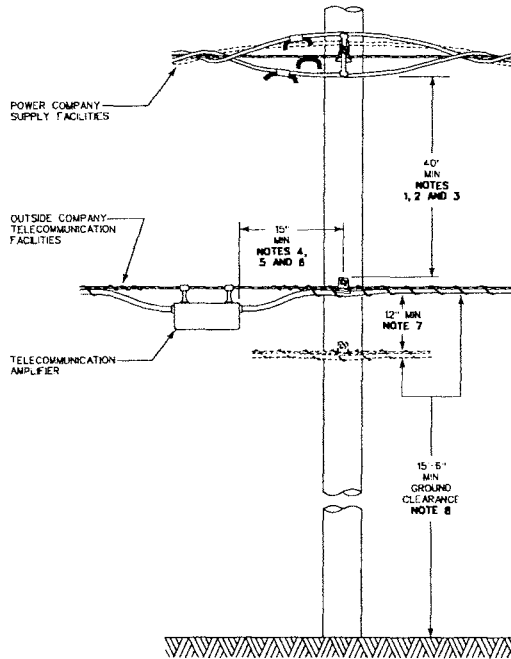 POWER COMPANY
SUPPLY FACILITIES
40"
MIN
NOTES
1, 2 AND 3
OUTSIDE COMPANY
TELECOMMUNICATION
FACILITIES
15"
MIN
NOTES 4,
5 AND 6
12" MIN
NOTE 7
TELECOMMUNICATION
AMPLIFIER
15'-6"
MIN
GROUND
CLEARANCE
NOTE 8